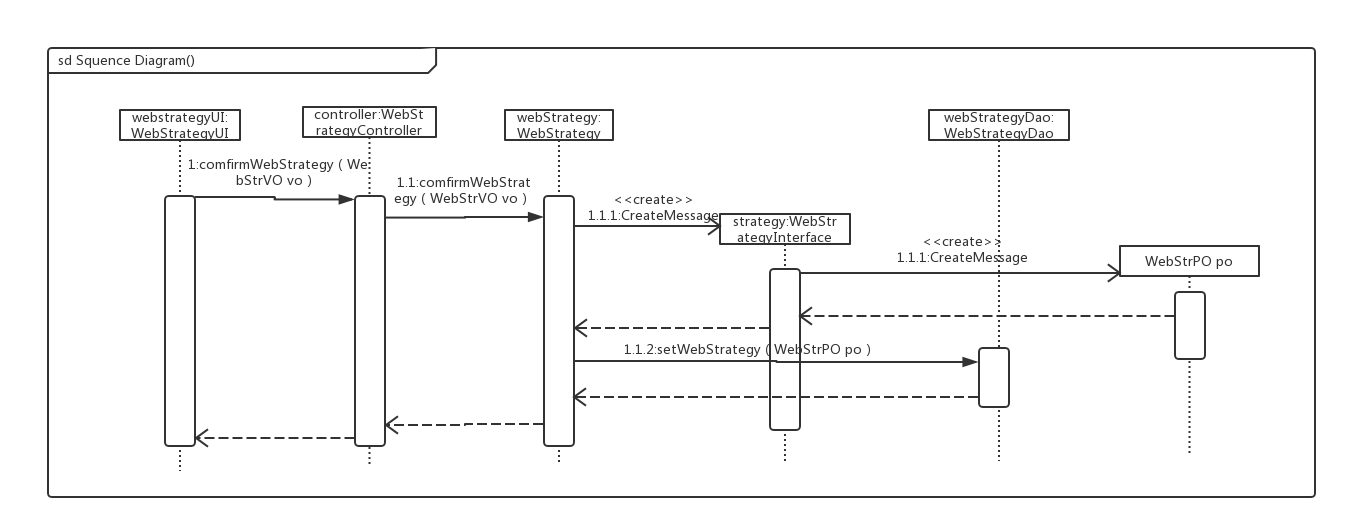 sd Squence Diagram()
webstrategyUI:
WebStrategyUI
controller:WebSt
rategyController
webStrategy:
WebStrategy
webStrategyDao:
WebStrategyDao
1:comfirmWebStrategy ( We
bStrVO vo )
1.1:comfirmWebStrat
egy ( WebStrVO vo )
<<create>>
1.1.1:CreateMessage
strategy:WebStr
ategyInterface
<<create>>
1.1.1:CreateMessage
WebStrPO po
1.1.2:setWebStrategy ( WebStrPO po )